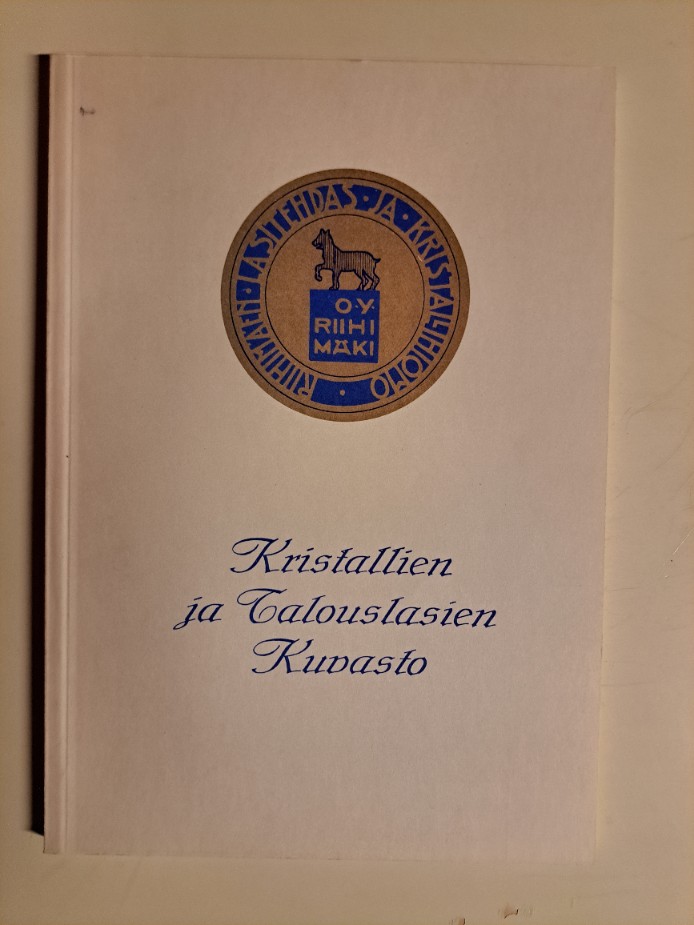 RIIHIMÄEN · LASITEHDAS · JA · KRISTALLIHIOMO ·
O·Y·
RIIHI
MÄKI
Kristallien
ja Talouslasien
Kuvasto